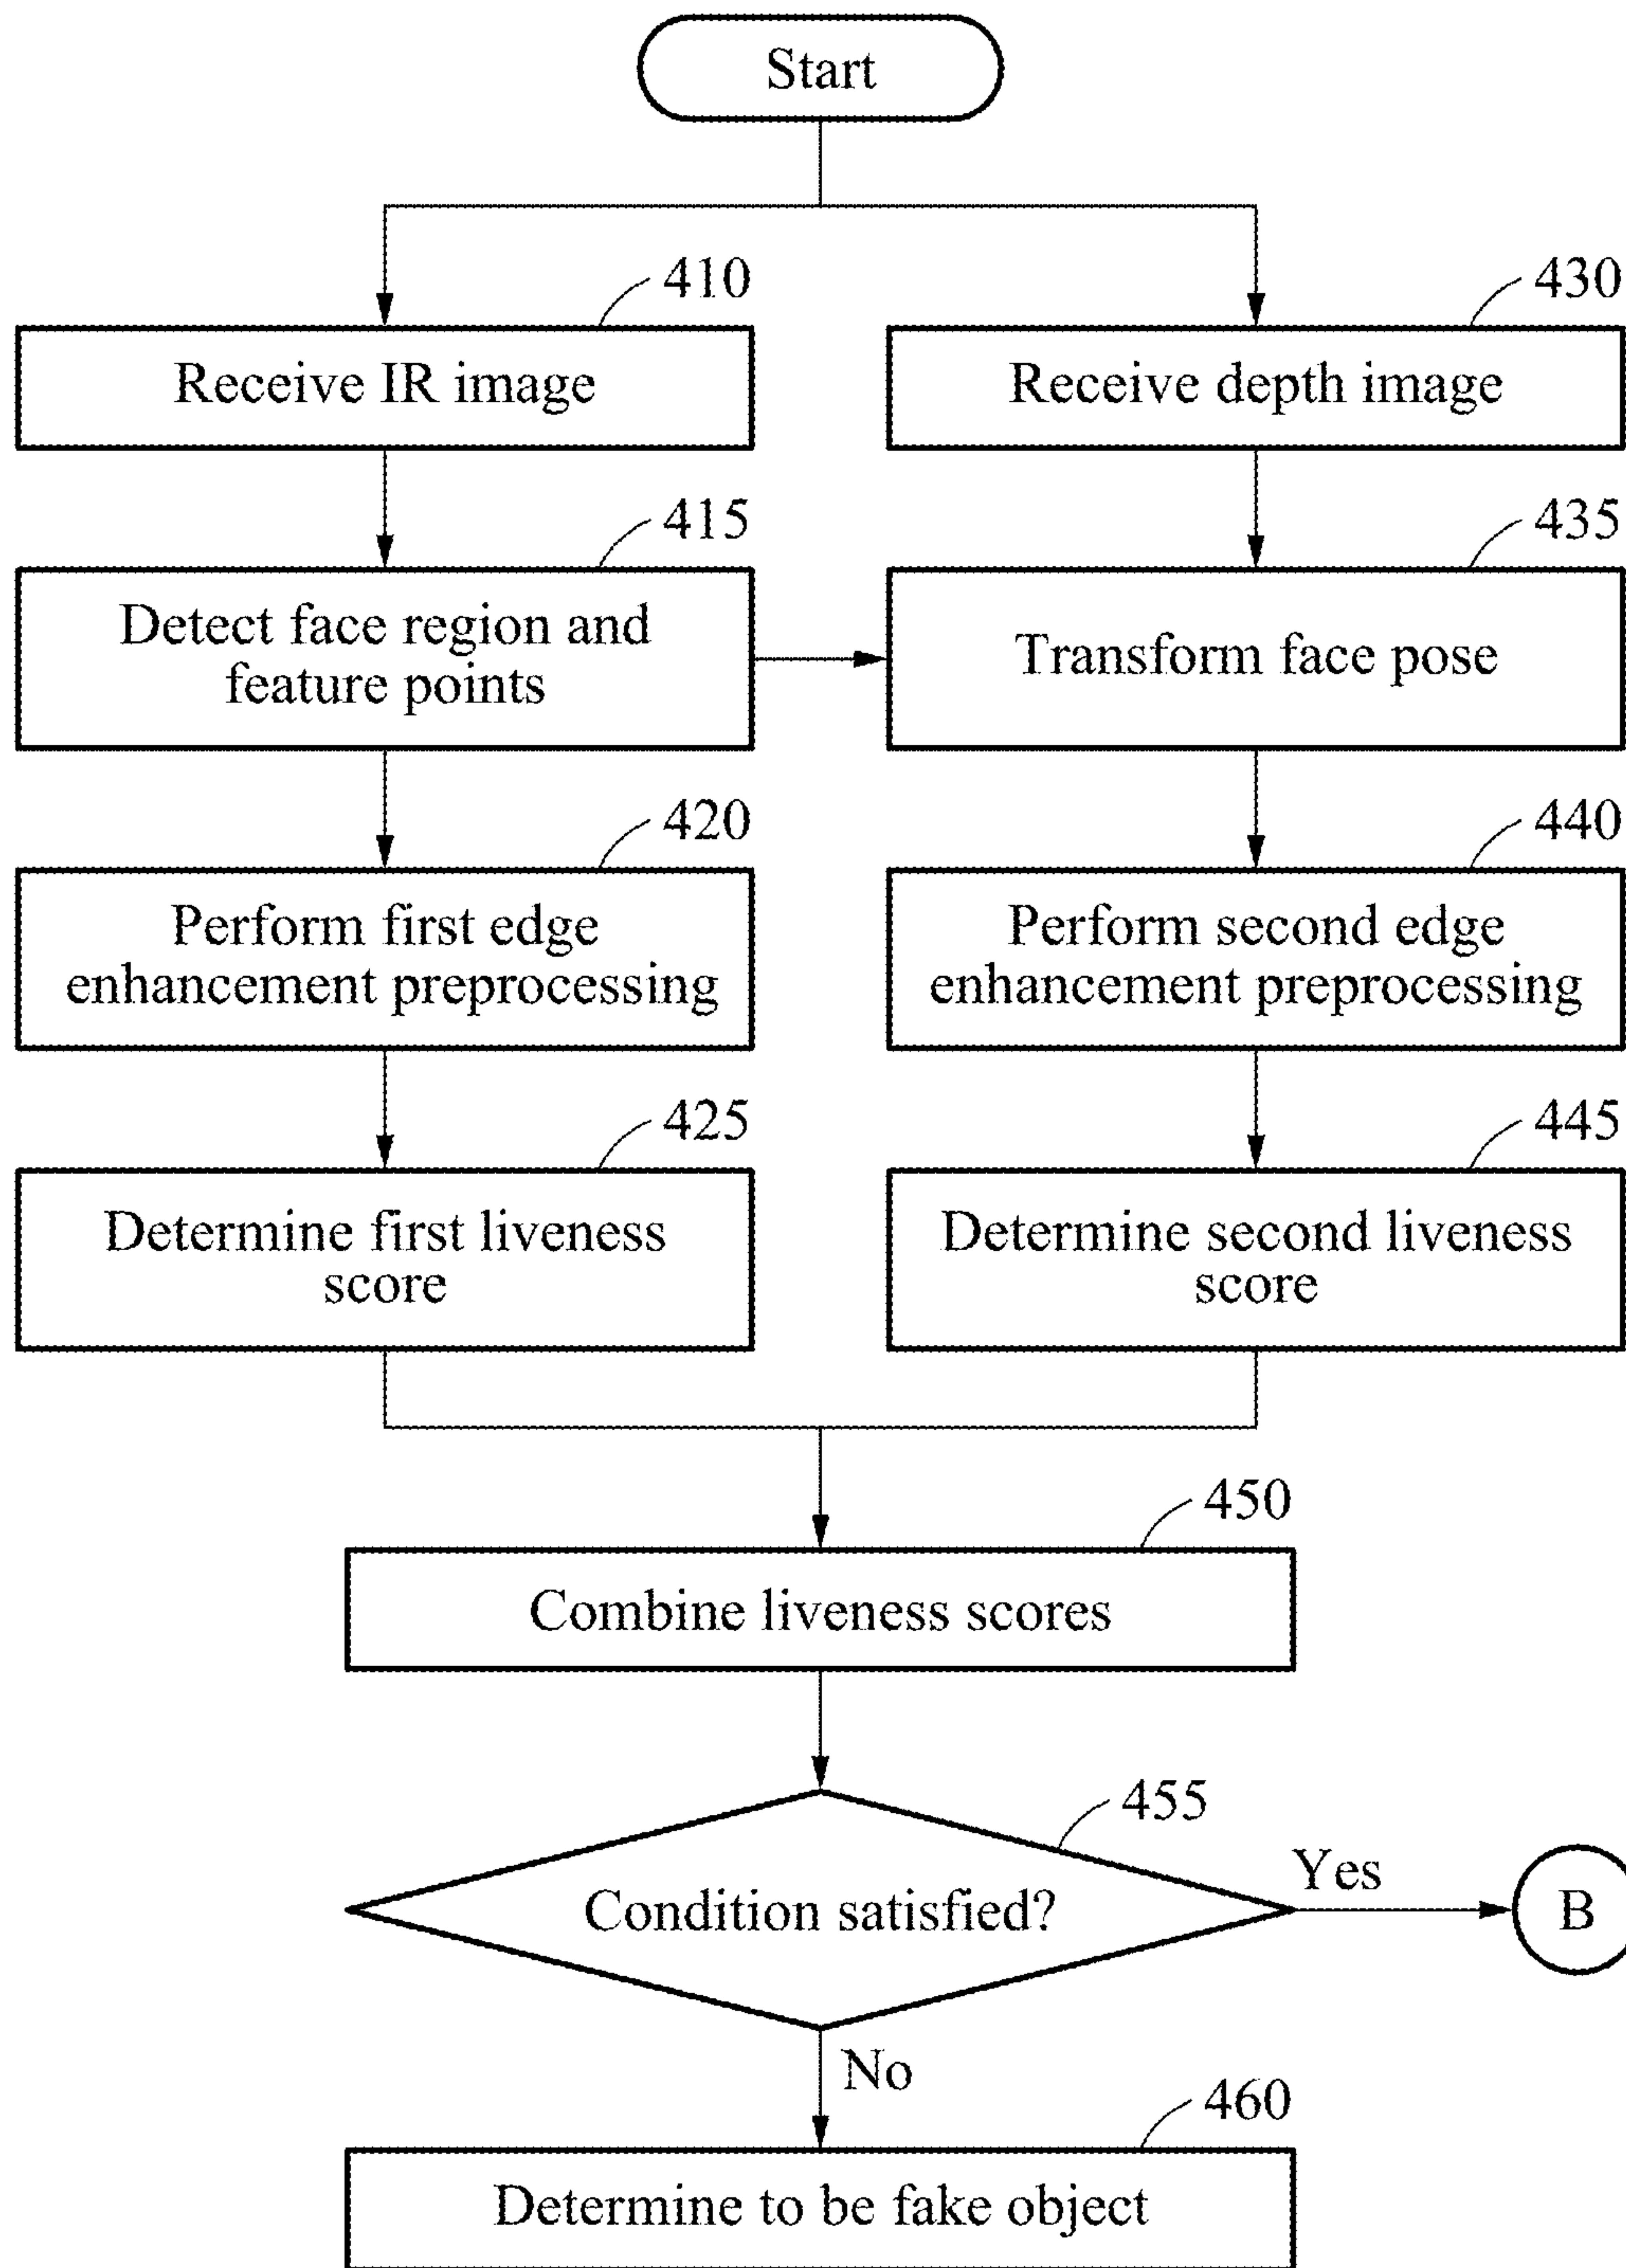 Start
410
Receive IR image
430
Receive depth image
415
Detect face region and
feature points
435
Transform face pose
420
Perform first edge
enhancement preprocessing
440
Perform second edge
enhancement preprocessing
425
Determine first liveness
score
445
Determine second liveness
score
450
Combine liveness scores
455
Condition satisfied?
Yes
B
No
460
Determine to be fake object